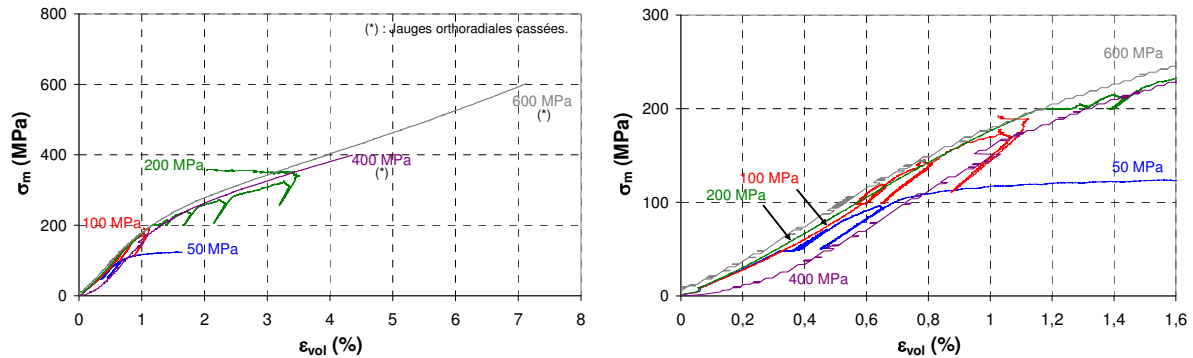 800
600
400
200
0
0 1 2 3 4 5 6 7 8
σm (MPa)
εvol (%)
(*) : Jauges orthoradiales cassées.
600 MPa
(*)
200 MPa
400 MPa
(*)
100 MPa
50 MPa
300
200
100
0
0 0,2 0,4 0,6 0,8 1 1,2 1,4 1,6
σm (MPa)
εvol (%)
600 MPa
50 MPa
100 MPa
200 MPa
400 MPa